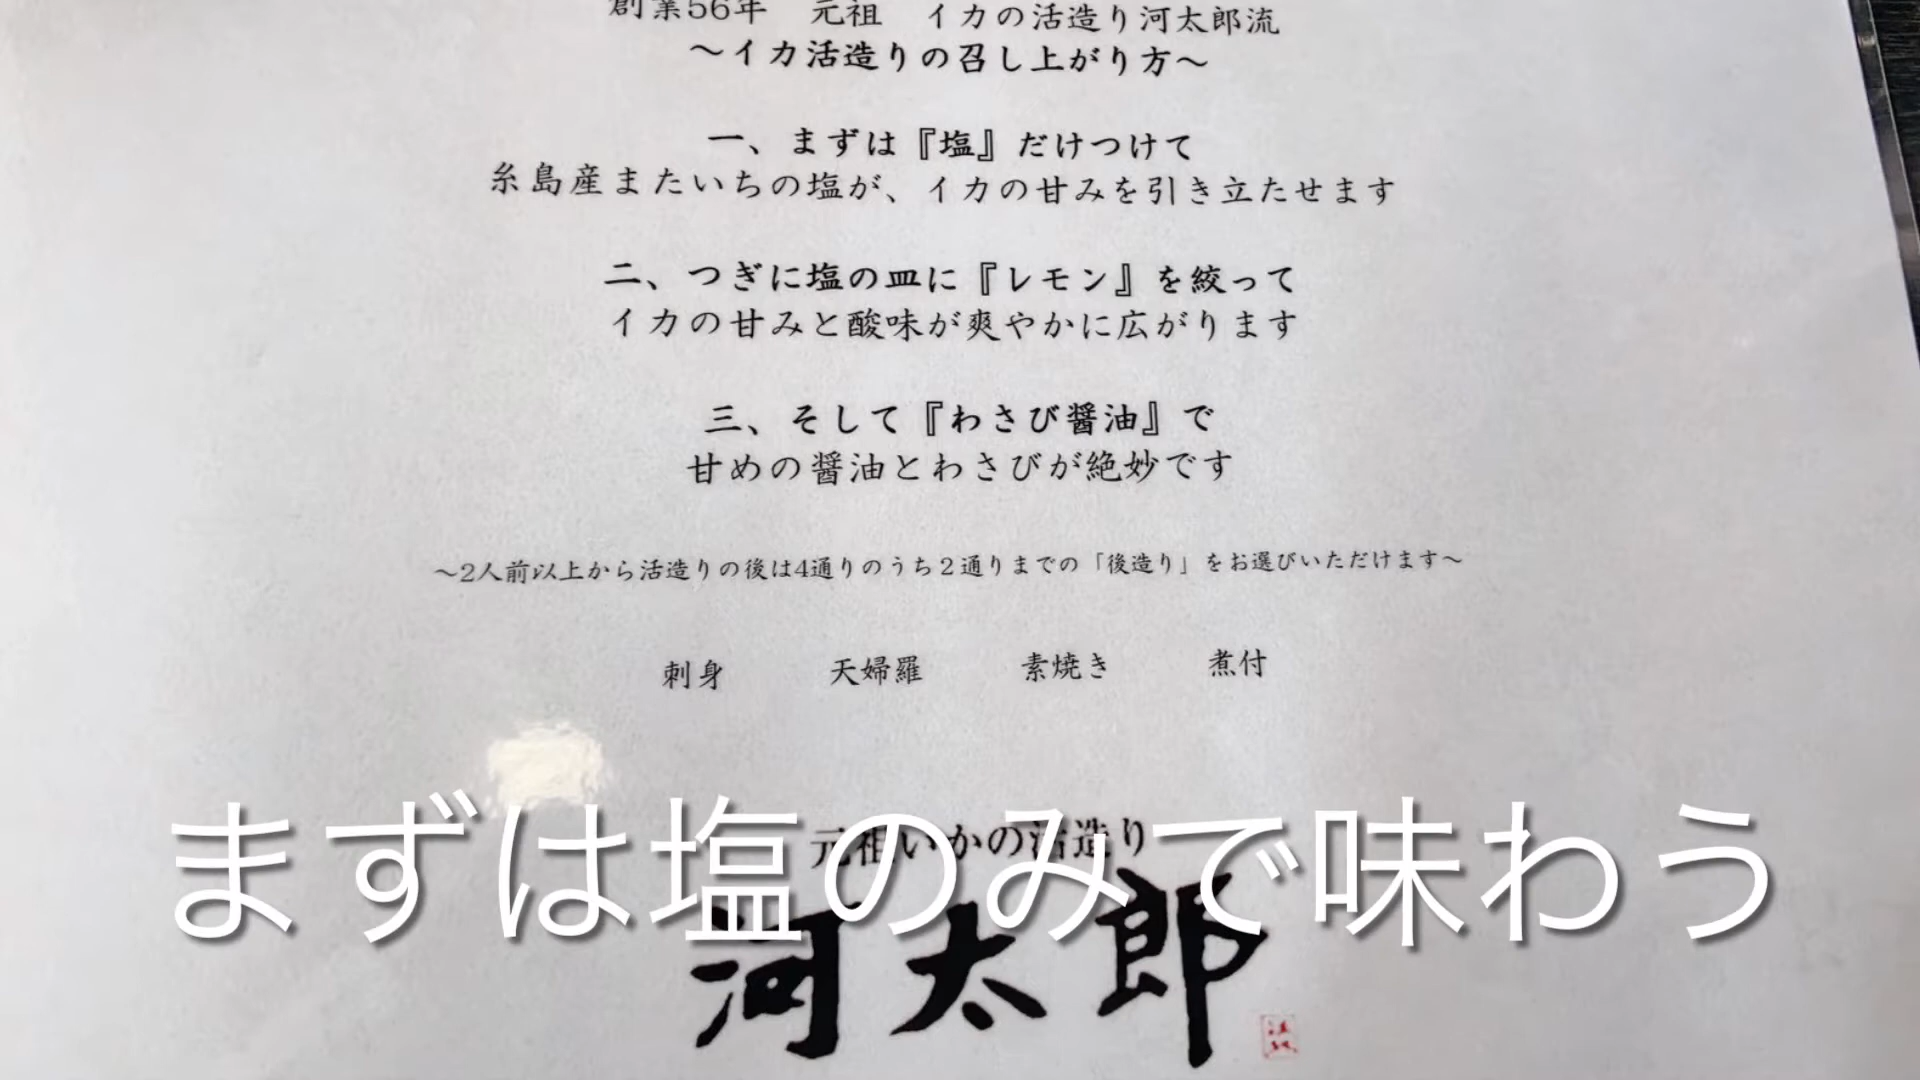 創業56年　元祖　イカの活造り河太郎流
～イカ活造りの召し上がり方～
一、まずは『塩』だけつけて
糸島産またいちの塩が、イカの甘みを引き立たせます
二、つぎに塩の皿に『レモン』を絞って
イカの甘みと酸味が爽やかに広がります
三、そして『わさび醤油』で
甘めの醤油とわさびが絶妙です
～2人前以上から活造りの後は4通りのうち２通りまでの「後造り」をお選びいただけます～
刺身　天婦羅　素焼き　煮付
元祖いかの活造り
まずは塩のみで味わう
河太郎